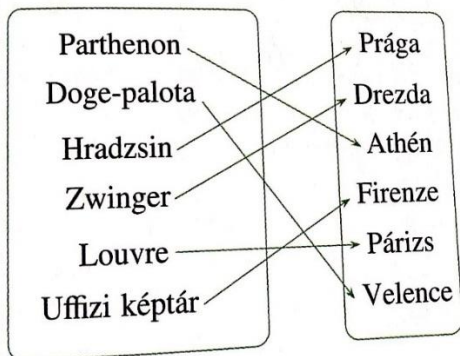 Parthenon
Doge-palota
Hradzsin
Zwinger
Louvre
Uffizi képtár
Prága
Drezda
Athén
Firenze
Párizs
Velence